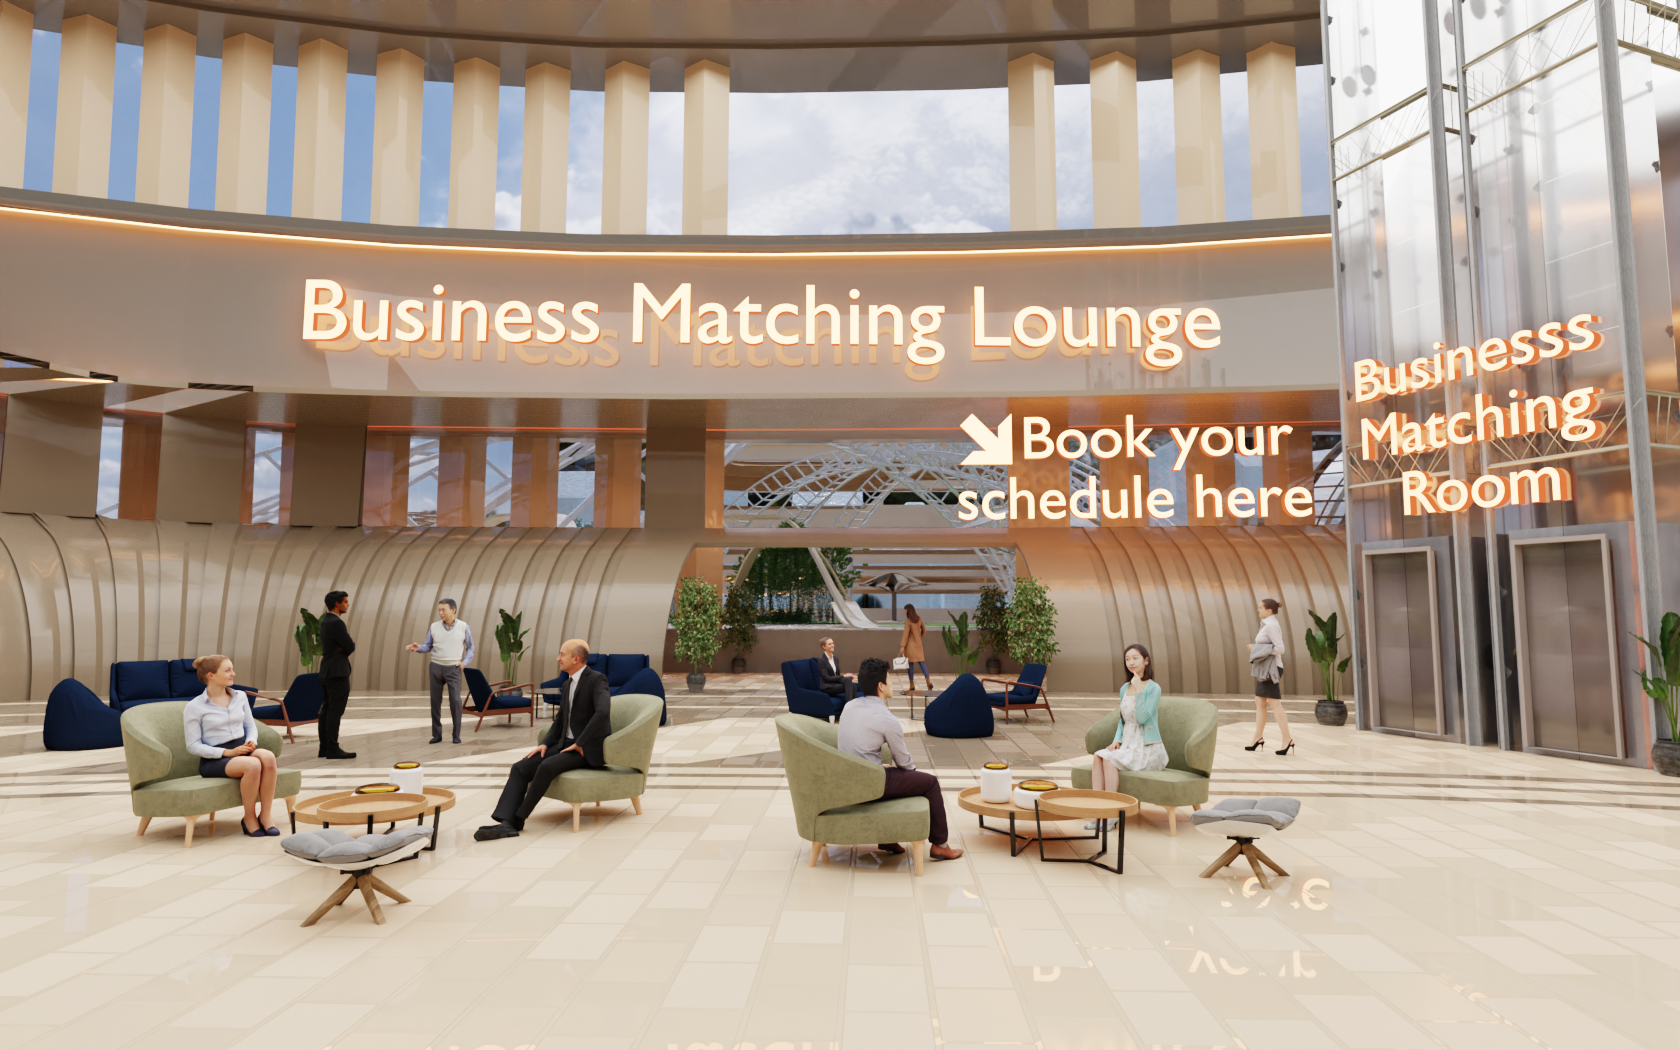 Business Matching Lounge
Book your
schedule here
Businesss
Matching
Room